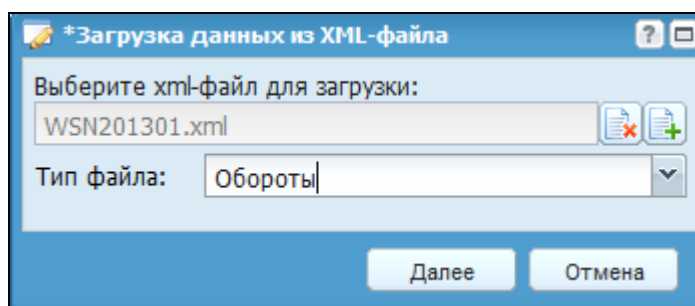 *Загрузка данных из XML-файла ?
Выберите xml-файл для загрузки:
WSN201301.xml
Тип файла: Обороты
Далее Отмена